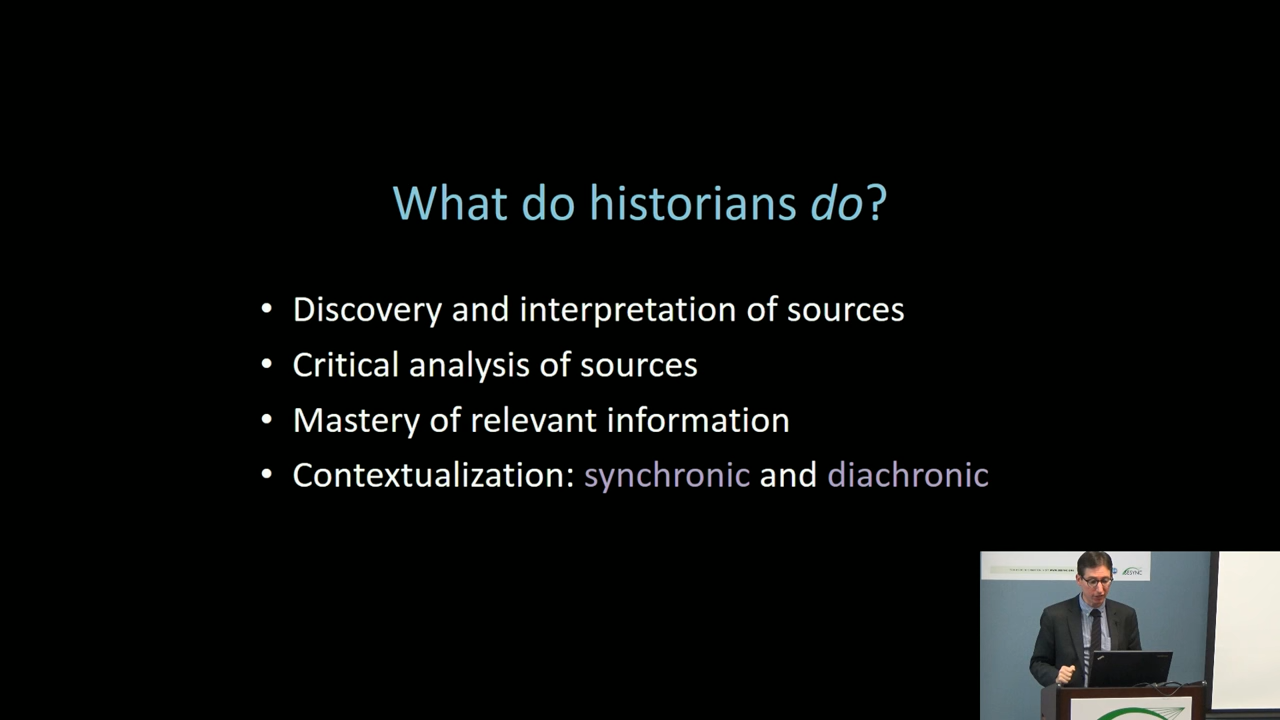 What do historians do?
• Discovery and interpretation of sources
• Critical analysis of sources
• Mastery of relevant information
• Contextualization: synchronic and diachronic
SESYNC